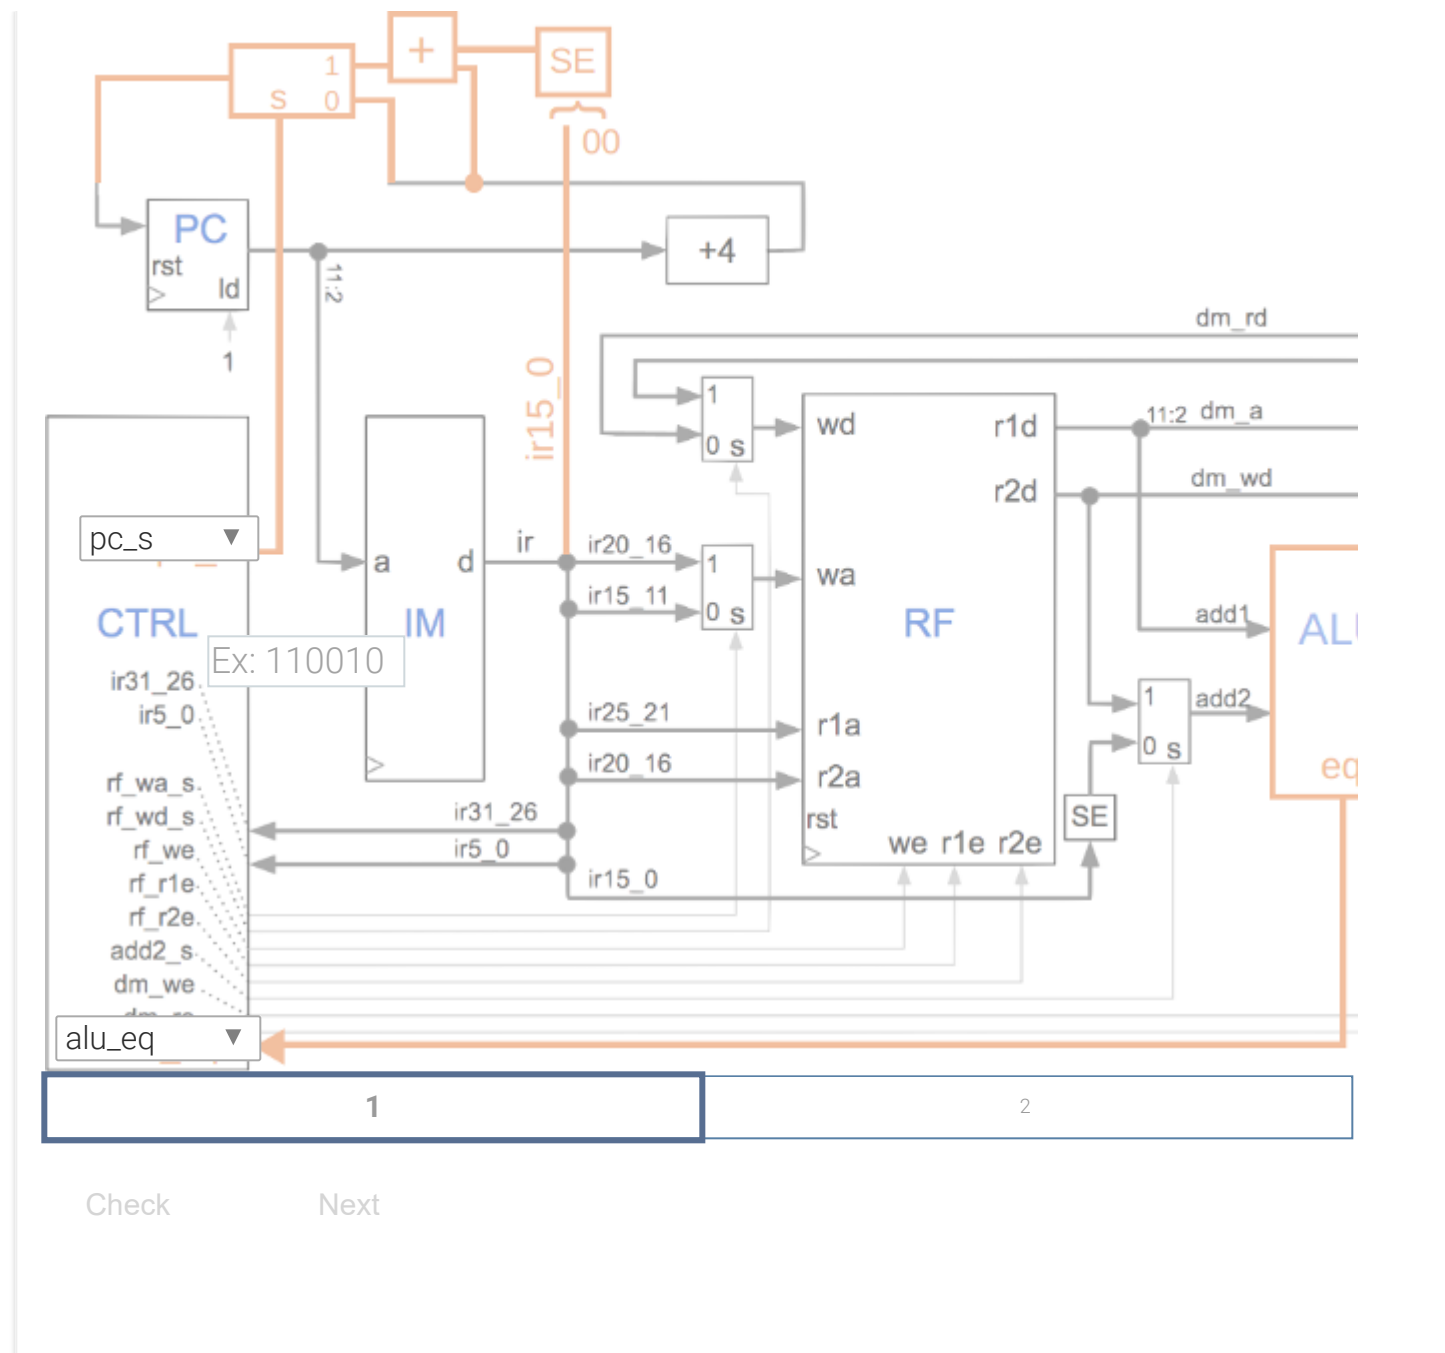 +
SE
1
s 0
00
PC
rst
ld
11:2
+4
1
dm_rd
ir15_0
1
0 s
wd
r1d
11:2 dm_a
r2d
dm_wd
pc_s ▼
a
d
ir
ir20_16
1
wa
ir15_11
0 s
CTRL
IM
RF
add1
Ex: 110010
ir31_26
ir5_0
ir25_21
r1a
1
add2
0 s
ir20_16
r2a
eq
rf_wa_s
rf_wd_s
ir31_26
rst
SE
rf_we
ir5_0
we r1e r2e
rf_r1e
ir15_0
rf_r2e
add2_s
dm_we
alu_eq ▼
1
2
Check
Next